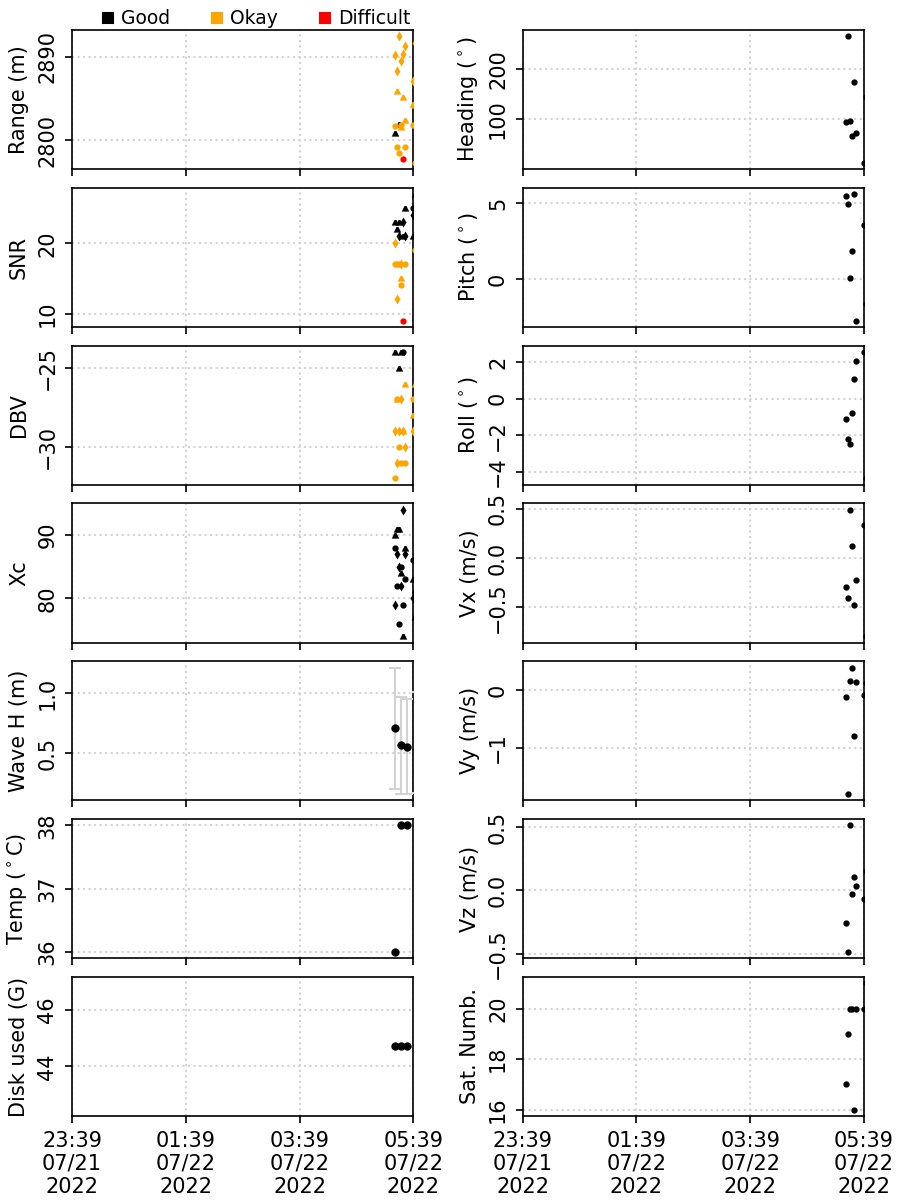 Good Okay Difficult
Range (m)
2890
2800
Heading (°)
200
100
SNR
20
10
Pitch (°)
5
0
DBV
−25
−30
Roll (°)
2
0
−2
−4
Xc
90
80
Vx (m/s)
0.5
0.0
−0.5
Wave H (m)
1.0
0.5
Vy (m/s)
0
−1
Temp (°C)
38
37
36
Vz (m/s)
0.5
0.0
−0.5
Disk used (G)
46
44
Sat. Numb.
20
18
16
23:39 01:39 03:39 05:39 23:39 01:39 03:39 05:39
07/21 07/22 07/22 07/22 07/21 07/22 07/22 07/22
2022 2022 2022 2022 2022 2022 2022 2022